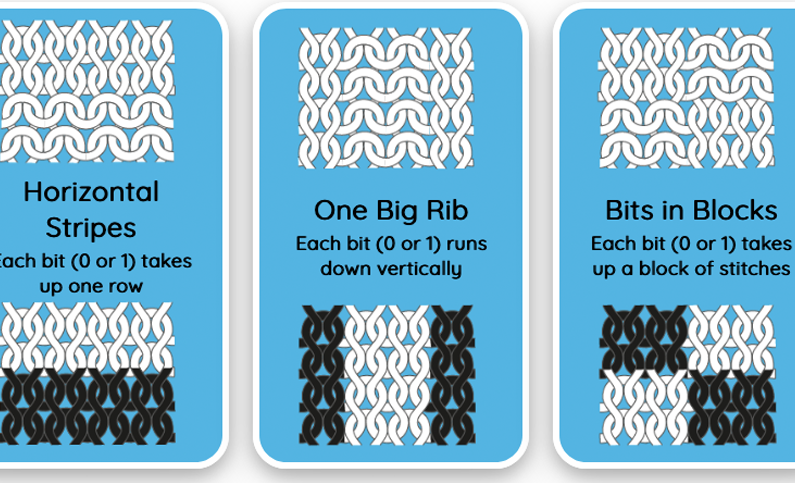 Horizontal
Stripes
Each bit (0 or 1) takes
up one row
One Big Rib
Each bit (0 or 1) runs
down vertically
Bits in Blocks
Each bit (0 or 1) takes
up a block of stitches